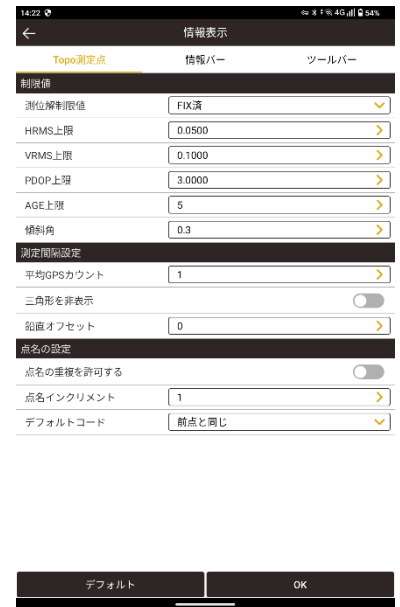 14:22 4G 54%
情報表示
Topo測定点 情報バー ツールバー
制限値
測位解制限値 FIX済
HRMS上限 0.0500
VRMS上限 0.1000
PDOP上限 3.0000
AGE上限 5
傾斜角 0.3
測定間隔設定
平均GPSカウント 1
三角形を非表示
鉛直オフセット 0
点名の設定
点名の重複を許可する
点名インクリメント 1
デフォルトコード 前点と同じ
デフォルト OK